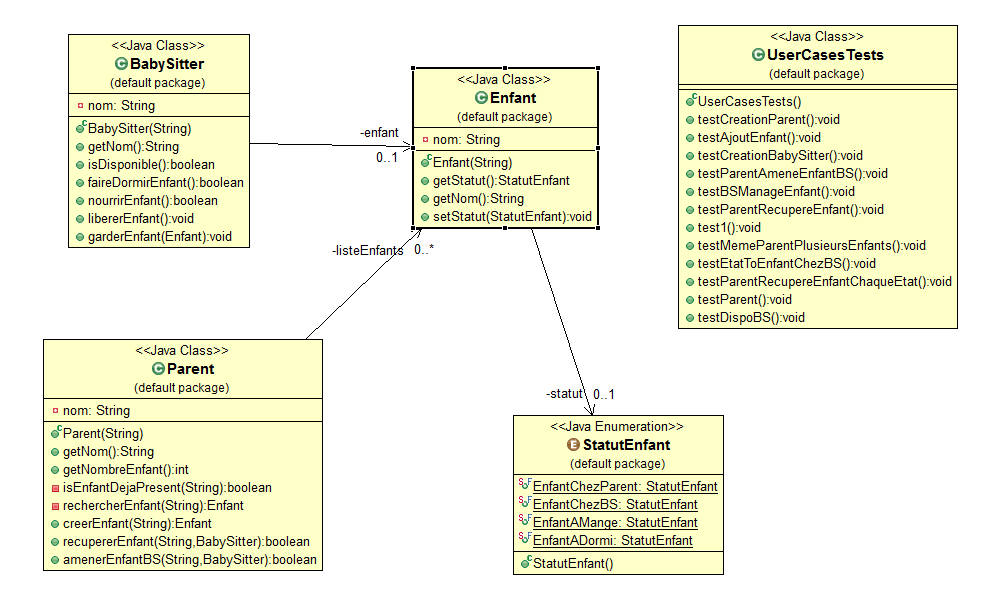 <<Java Class>>
BabySitter
(default package)
nom: String
BabySitter(String)
getNom():String
isDisponible():boolean
faireDormirEnfant():boolean
nourrirEnfant():boolean
libererEnfant():void
garderEnfant(Enfant):void
-enfant
0..1
<<Java Class>>
Enfant
(default package)
nom: String
Enfant(String)
getStatut():StatutEnfant
getNom():String
setStatut(StatutEnfant):void
<<Java Class>>
UserCasesTests
(default package)
UserCasesTests()
testCreationParent():void
testAjoutEnfant():void
testCreationBabySitter():void
testParentAmeneEnfantBS():void
testBSManageEnfant():void
testParentRecupereEnfant():void
test1():void
testMemeParentPlusieursEnfants():void
testEtatToEnfantChezBS():void
testParentRecupereEnfantChaqueEtat():void
testParent():void
testDispoBS():void
-listeEnfants
0..*
<<Java Class>>
Parent
(default package)
nom: String
Parent(String)
getNom():String
getNombreEnfant():int
isEnfantDejaPresent(String):boolean
rechercherEnfant(String):Enfant
creerEnfant(String):Enfant
recupererEnfant(String,BabySitter):boolean
amenerEnfantBS(String,BabySitter):boolean
-statut
0..1
<<Java Enumeration>>
StatutEnfant
(default package)
EnfantChezParent: StatutEnfant
EnfantChezBS: StatutEnfant
EnfantAMange: StatutEnfant
EnfantADormi: StatutEnfant
StatutEnfant()